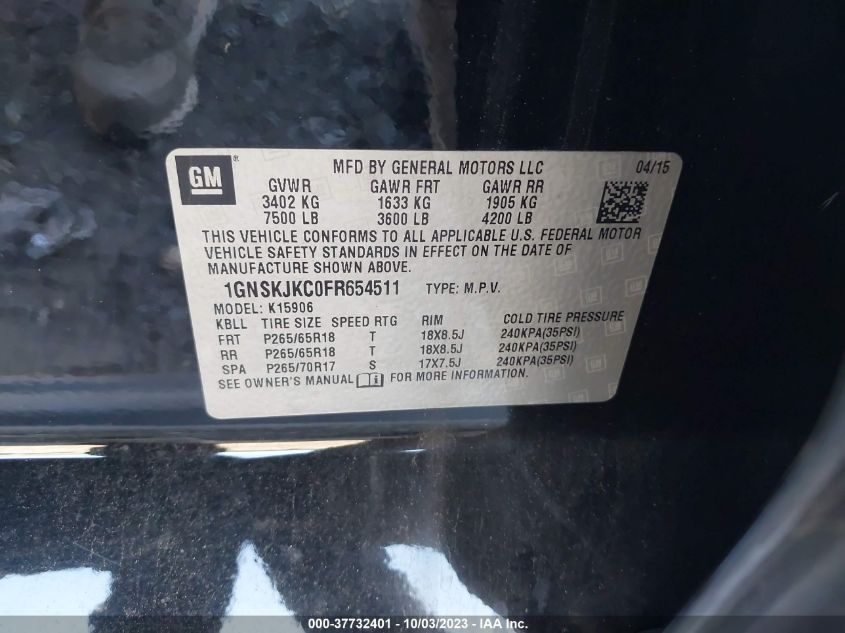 GM
MFD BY GENERAL MOTORS LLC 04/15
GVWR GAWR FRT GAWR RR
3402 KG 1633 KG 1905 KG
7500 LB 3600 LB 4200 LB
THIS VEHICLE CONFORMS TO ALL APPLICABLE U.S. FEDERAL MOTOR
VEHICLE SAFETY STANDARDS IN EFFECT ON THE DATE OF
MANUFACTURE SHOWN ABOVE.
1GNSKJKC0FR654511 TYPE: M.P.V.
MODEL: K15906
KBLL TIRE SIZE SPEED RTG RIM COLD TIRE PRESSURE
FRT P265/65R18 T 18X8.5J 240KPA(35PSI)
RR P265/65R18 T 18X8.5J 240KPA(35PSI)
SPA P265/70R17 S 17X7.5J 240KPA(35PSI)
SEE OWNER'S MANUAL FOR MORE INFORMATION.
000-37732401 - 10/03/2023 - IAA Inc.